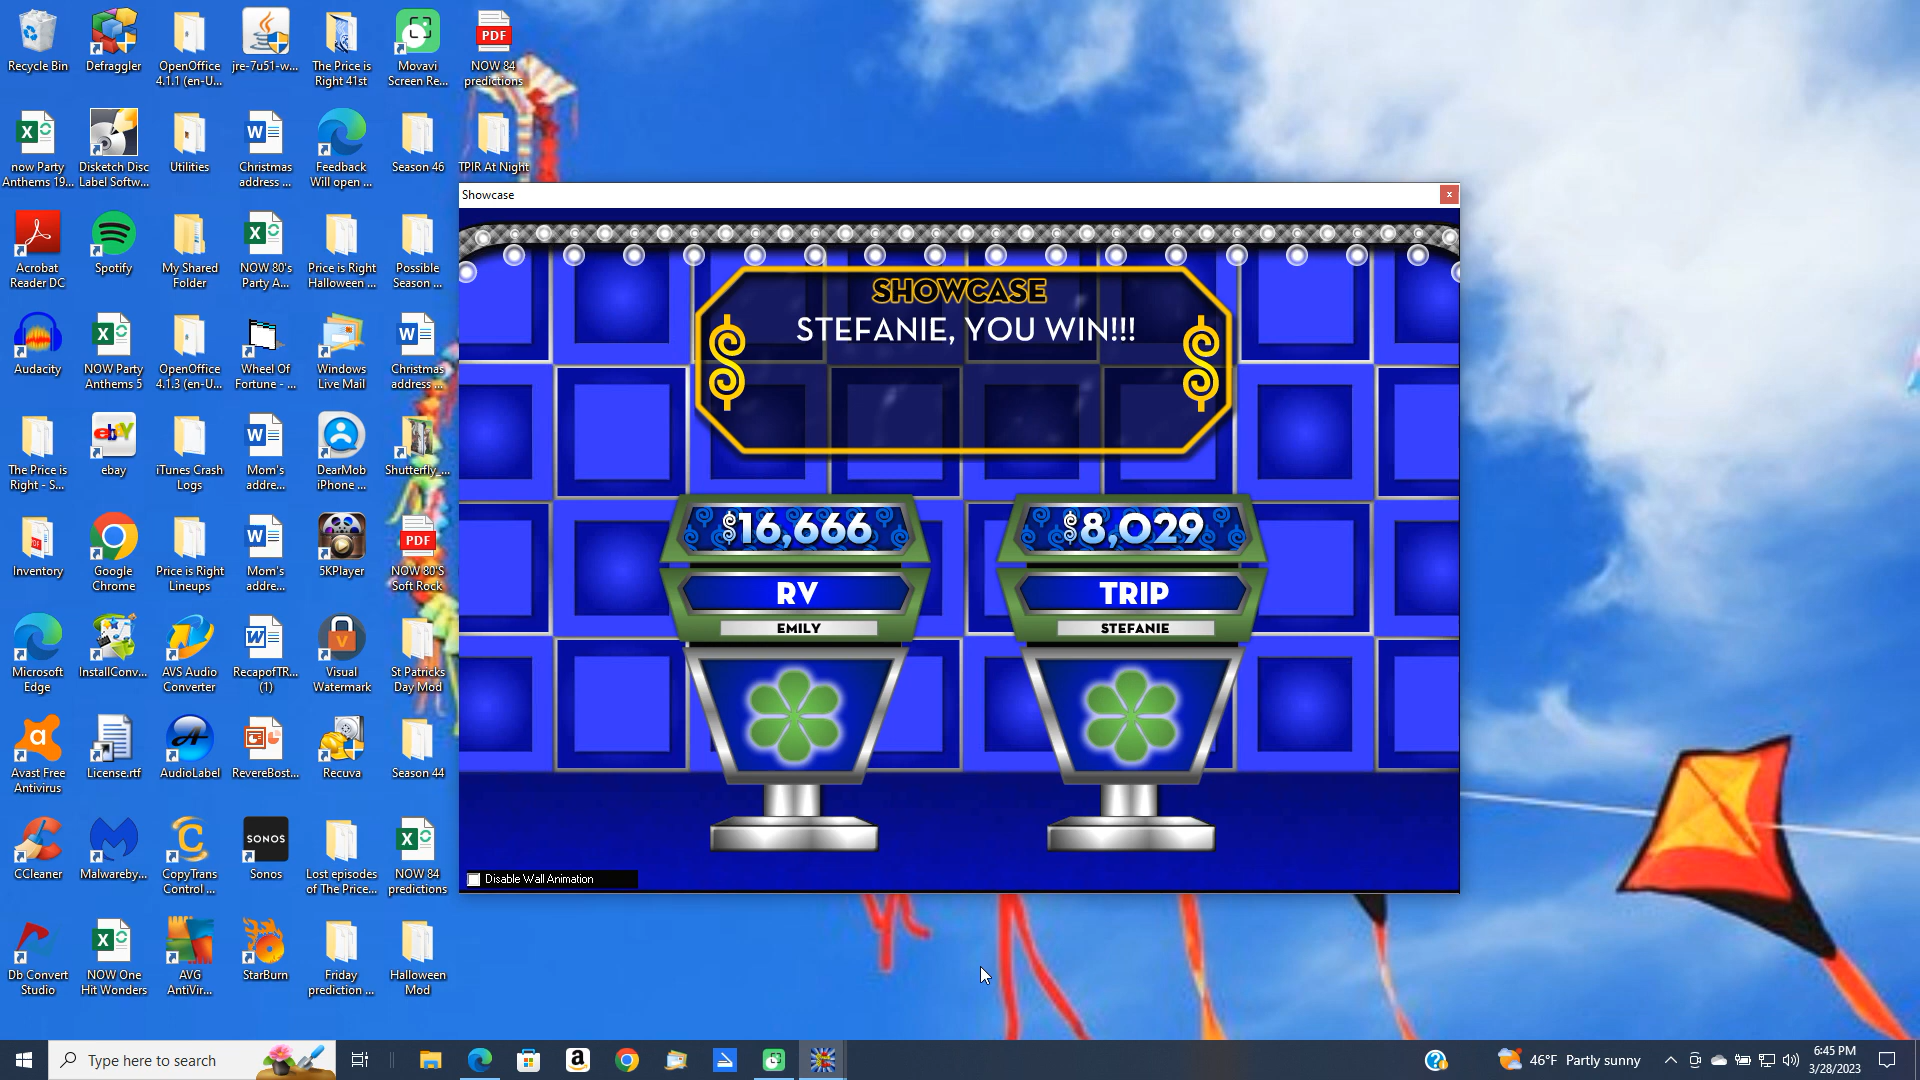 Recycle Bin
Defraggler
OpenOffice
4.1.1 (en-U...
jre-7u51-w...
The Price is
Right 41st
Movavi
Screen Re...
PDF
NOW 84
predictions
now Party
Anthems 19...
Disketch Disc
Label Softw...
Utilities
Christmas
address ...
Feedback
Will open ...
Season 46
TPIR At Night
Acrobat
Reader DC
Spotify
My Shared
Folder
NOW 80's
Party A...
Price is Right
Halloween ...
Possible
Season ...
Audacity
NOW Party
Anthems 5
OpenOffice
4.1.3 (en-U...
Wheel Of
Fortune - ...
Windows
Live Mail
Christmas
address ...
The Price is
Right - S...
ebay
ebay
iTunes Crash
Logs
Mom's
addre...
DearMob
iPhone ...
Shutterfly_...
Inventory
Google
Chrome
Price is Right
Lineups
Mom's
addre...
5KPlayer
PDF
NOW 80'S
Soft Rock
Microsoft
Edge
InstallConv...
AVS Audio
Converter
RecapofTR...
(1)
Visual
Watermark
St Patricks
Day Mod
Avast Free
Antivirus
License.rtf
AudioLabel
RevereBost...
Recuva
Season 44
CCleaner
Malwareby...
CopyTrans
Control ...
SONOS
Sonos
Lost episodes
of The Price...
NOW 84
predictions
Db Convert
Studio
NOW One
Hit Wonders
AVG
AntiVir...
StarBurn
Friday
prediction ...
Halloween
Mod
Showcase
SHOWCASE
STEFANIE, YOU WIN!!!
$16,666
RV
EMILY
$8,029
TRIP
STEFANIE
Disable Wall Animation
Type here to search
46°F Partly sunny
6:45 PM
3/28/2023